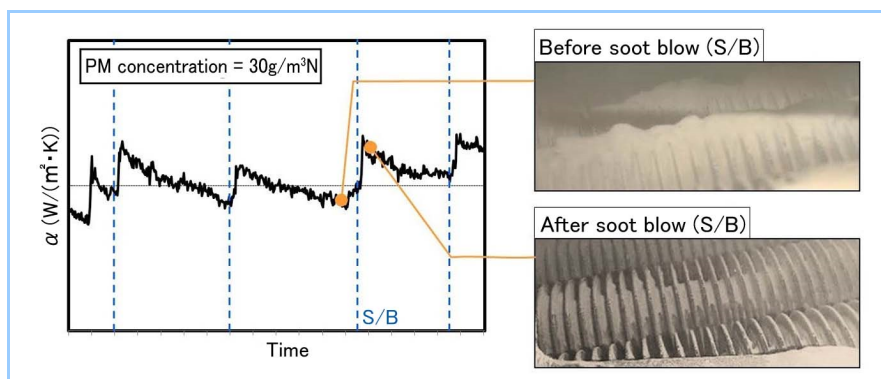 PM concentration = 30g/m³N
α (W/(m²・K))
S/B
Time
Before soot blow (S/B)
After soot blow (S/B)